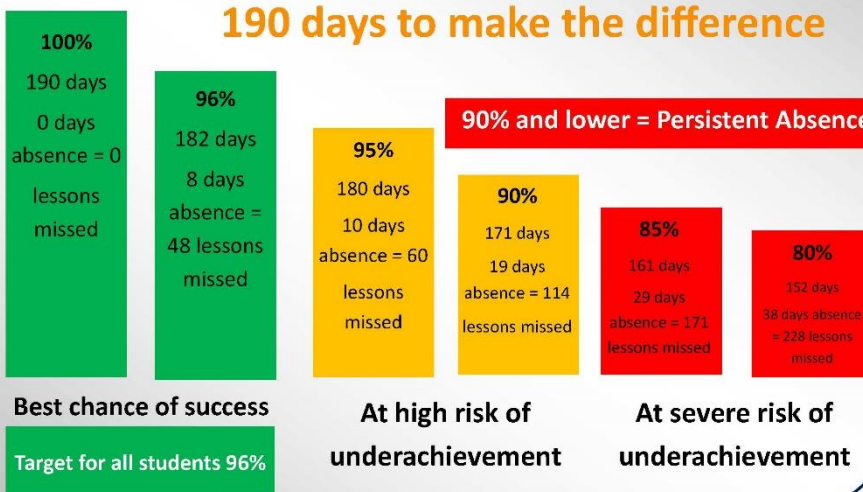 190 days to make the difference
100%
190 days
0 days
absence = 0
lessons
missed
96%
182 days
8 days
absence =
48 lessons
missed
90% and lower = Persistent Absence
95%
180 days
10 days
absence = 60
lessons
missed
90%
171 days
19 days
absence = 114
lessons missed
85%
161 days
29 days
absence = 171
lessons missed
80%
152 days
38 days absence
= 228 lessons
missed
Best chance of success
Target for all students 96%
At high risk of
underachievement
At severe risk of
underachievement